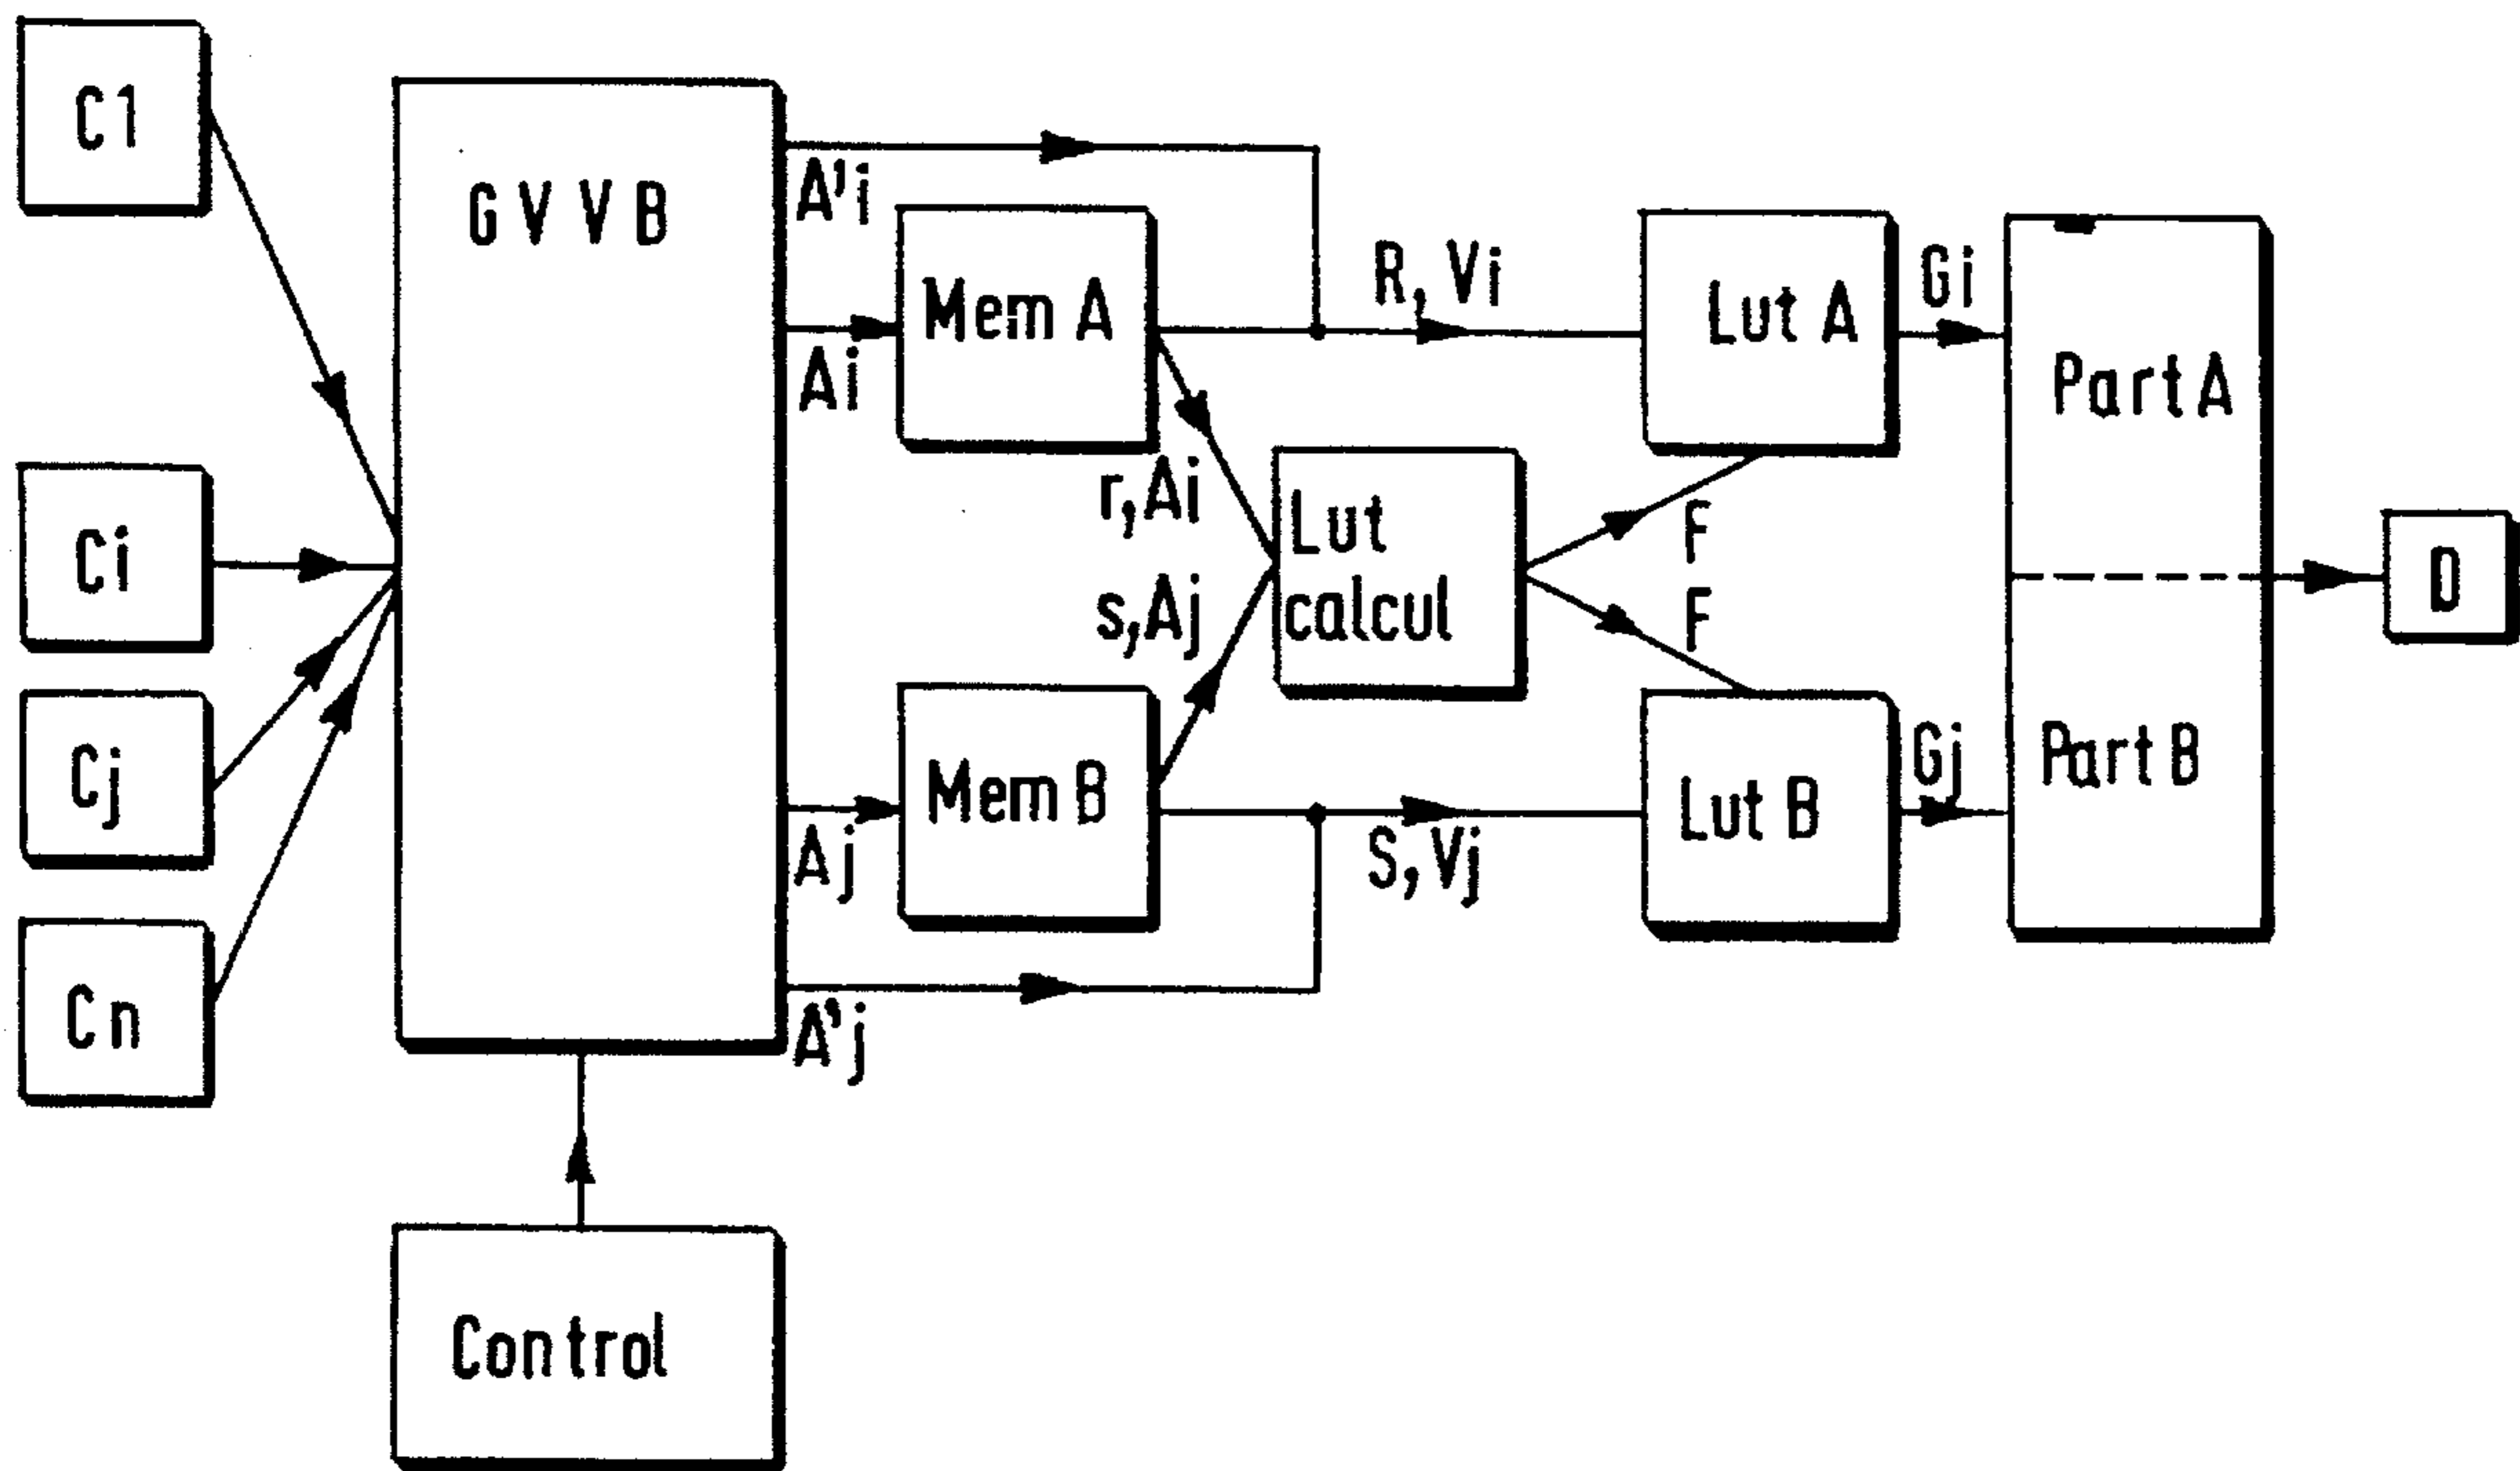 C1
G V V B
A'i
Mem A
R, Vi
Lut A
Gi
Part A
Ai
r, Ai
Lut
calcul
F
Ci
D
s, Aj
F
Cj
Mem B
Aj
S, Vj
Lut B
Gj
Part B
Cn
A'j
Control